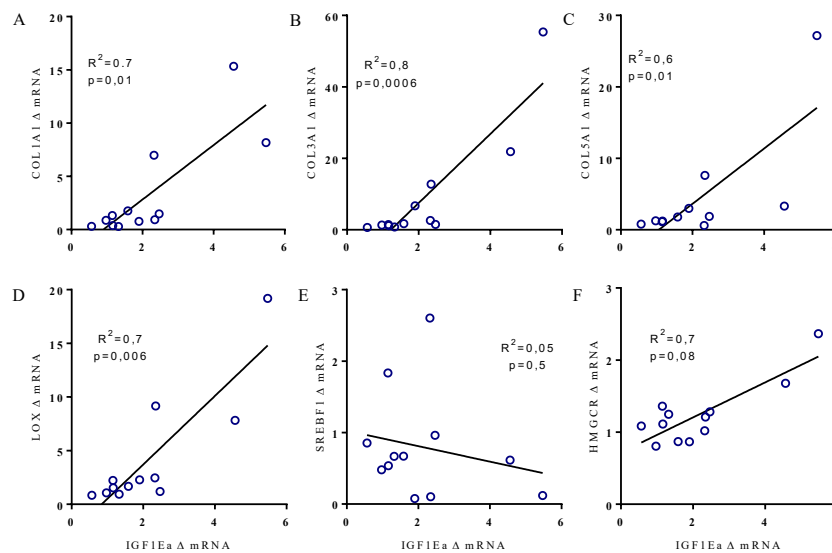 A
20
15
10
5
0
0
2
4
6
COL1A1 Δ mRNA
R²=0.7
p=0,01
B
60
40
20
0
0
2
4
6
COL3A1 Δ mRNA
R²=0,8
p=0,0006
C
30
20
10
0
0
2
4
COL5A1 Δ mRNA
R²=0,6
p=0,01
D
20
15
10
5
0
0
2
4
6
LOX Δ mRNA
R²=0,7
p=0,006
IGF1Ea Δ mRNA
E
3
2
1
0
0
2
4
6
SREBF1 Δ mRNA
R²=0,05
p=0,5
IGF1Ea Δ mRNA
F
3
2
1
0
0
2
4
HMGCR Δ mRNA
R²=0,7
p=0,08
IGF1Ea Δ mRNA